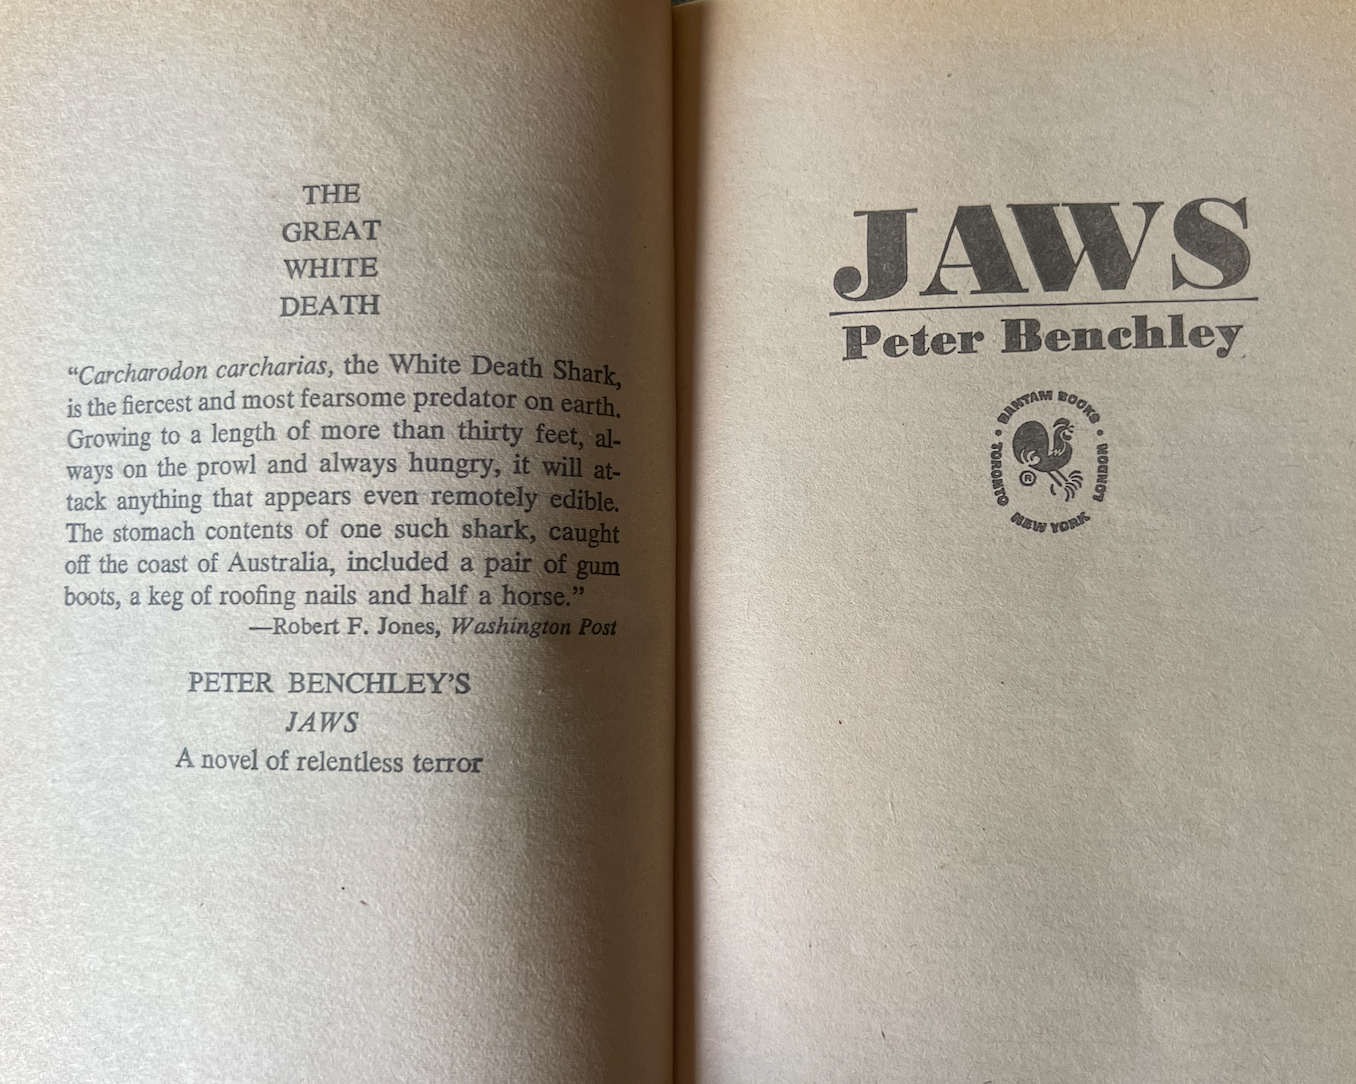 THE
GREAT
WHITE
DEATH
“Carcharodon carcharias, the White Death Shark,
is the fiercest and most fearsome predator on earth.
Growing to a length of more than thirty feet, al-
ways on the prowl and always hungry, it will at-
tack anything that appears even remotely edible.
The stomach contents of one such shark, caught
off the coast of Australia, included a pair of gum
boots, a keg of roofing nails and half a horse.”
—Robert F. Jones, Washington Post
PETER BENCHLEY’S
JAWS
A novel of relentless terror
JAWS
Peter Benchley
BANTAM BOOKS
TORONTO • NEW YORK • LONDON
®